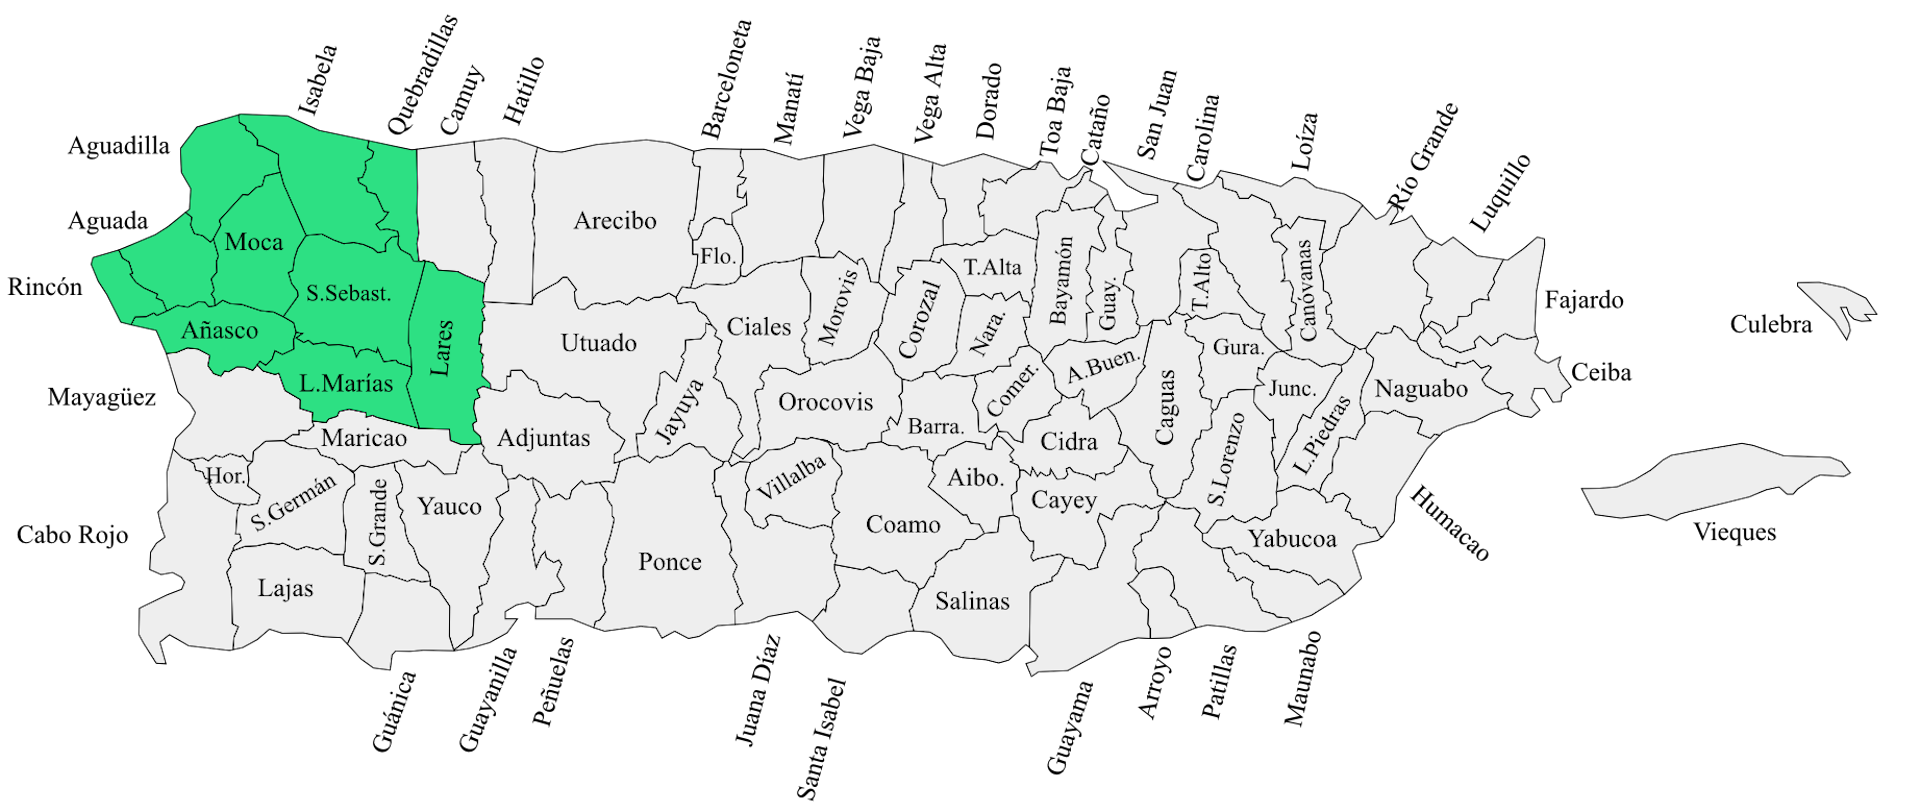 Isabela
Quebradillas
Camuy
Hatillo
Barceloneta
Manatí
Vega Baja
Vega Alta
Dorado
Toa Baja
Cataño
San Juan
Carolina
Loíza
Río Grande
Luquillo
Aguadilla
Aguada
Rincón
Mayagüez
Cabo Rojo
Moca
S.Sebast.
Añasco
Lares
L.Marías
Maricao
Hor.
S.Germán
S.Grande
Yauco
Lajas
Arecibo
Utuado
Adjuntas
Jayuya
Ponce
Flo.
Ciales
Morovis
Orocovis
Villalba
Coamo
Corozal
T.Alta
Nara.
Barra.
Comer.
Aibo.
Salinas
Bayamón
Guay.
A.Buen.
Cidra
Cayey
T.Alto
Caguas
Gura.
S.Lorenzo
Canóvanas
Junc.
L.Piedras
Naguabo
Yabucoa
Fajardo
Ceiba
Humacao
Culebra
Vieques
Guánica
Guayanilla
Peñuelas
Juana Díaz
Santa Isabel
Guayama
Arroyo
Patillas
Maunabo